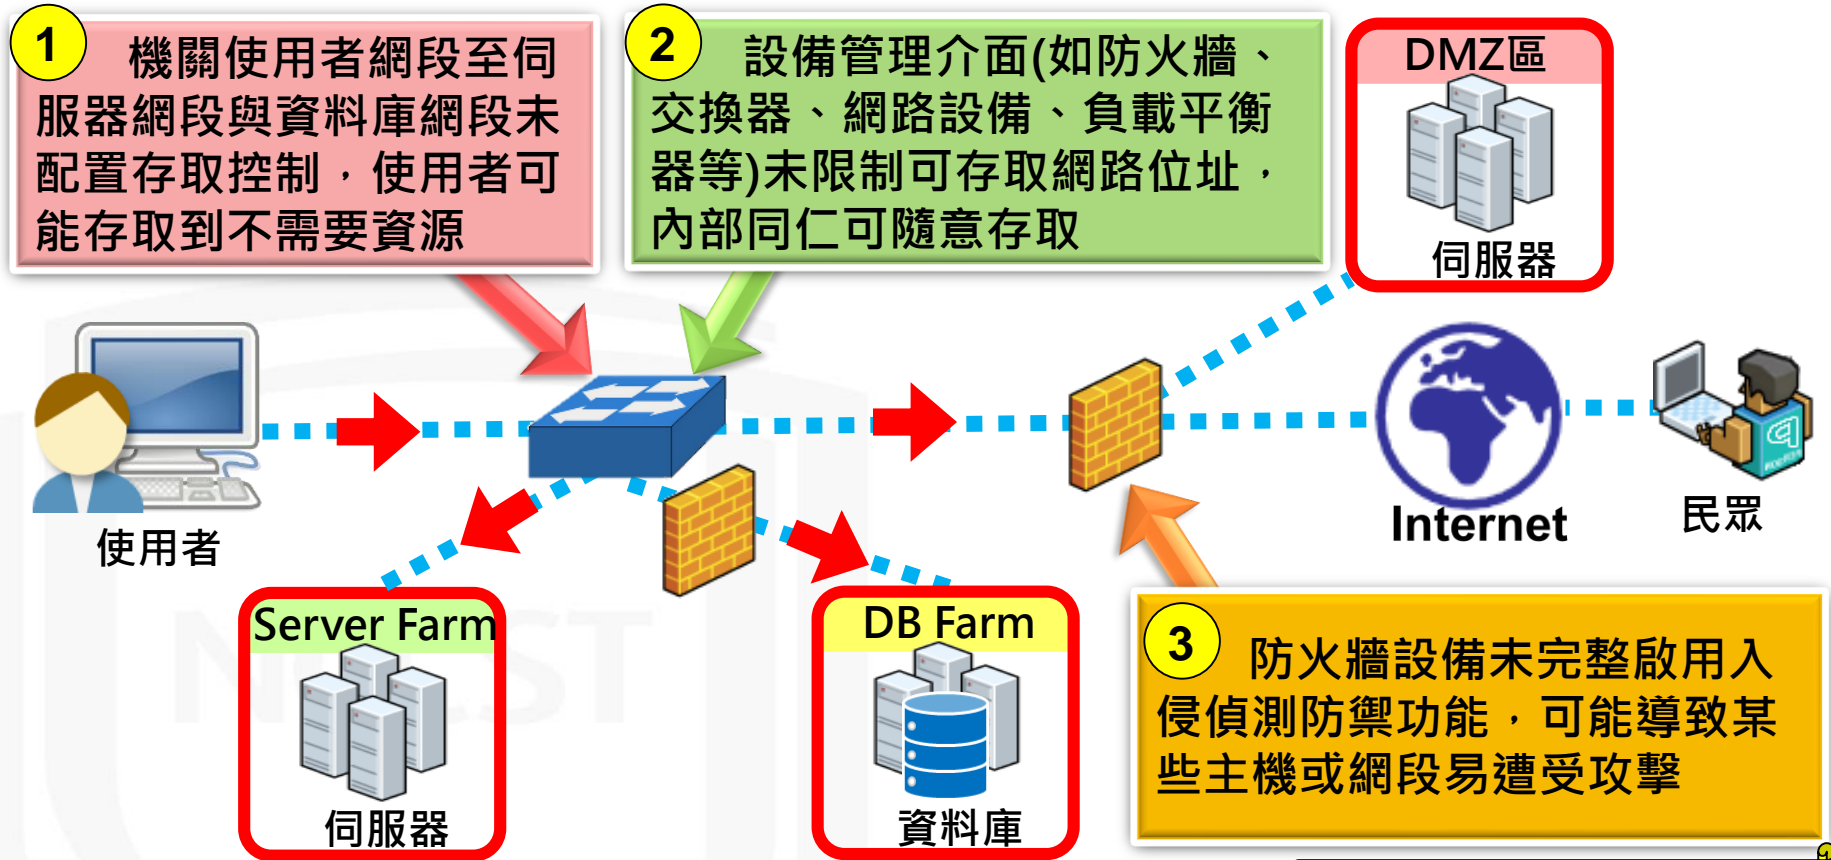 1
機關使用者網段至伺
服器網段與資料庫網段未
配置存取控制，使用者可
能存取到不需要資源
2
設備管理介面(如防火牆、
交換器、網路設備、負載平衡
器等)未限制可存取網路位址，
內部同仁可隨意存取
DMZ區
伺服器
使用者
Internet
民眾
Server Farm
伺服器
DB Farm
資料庫
3
防火牆設備未完整啟用入
侵偵測防禦功能，可能導致某
些主機或網段易遭受攻擊